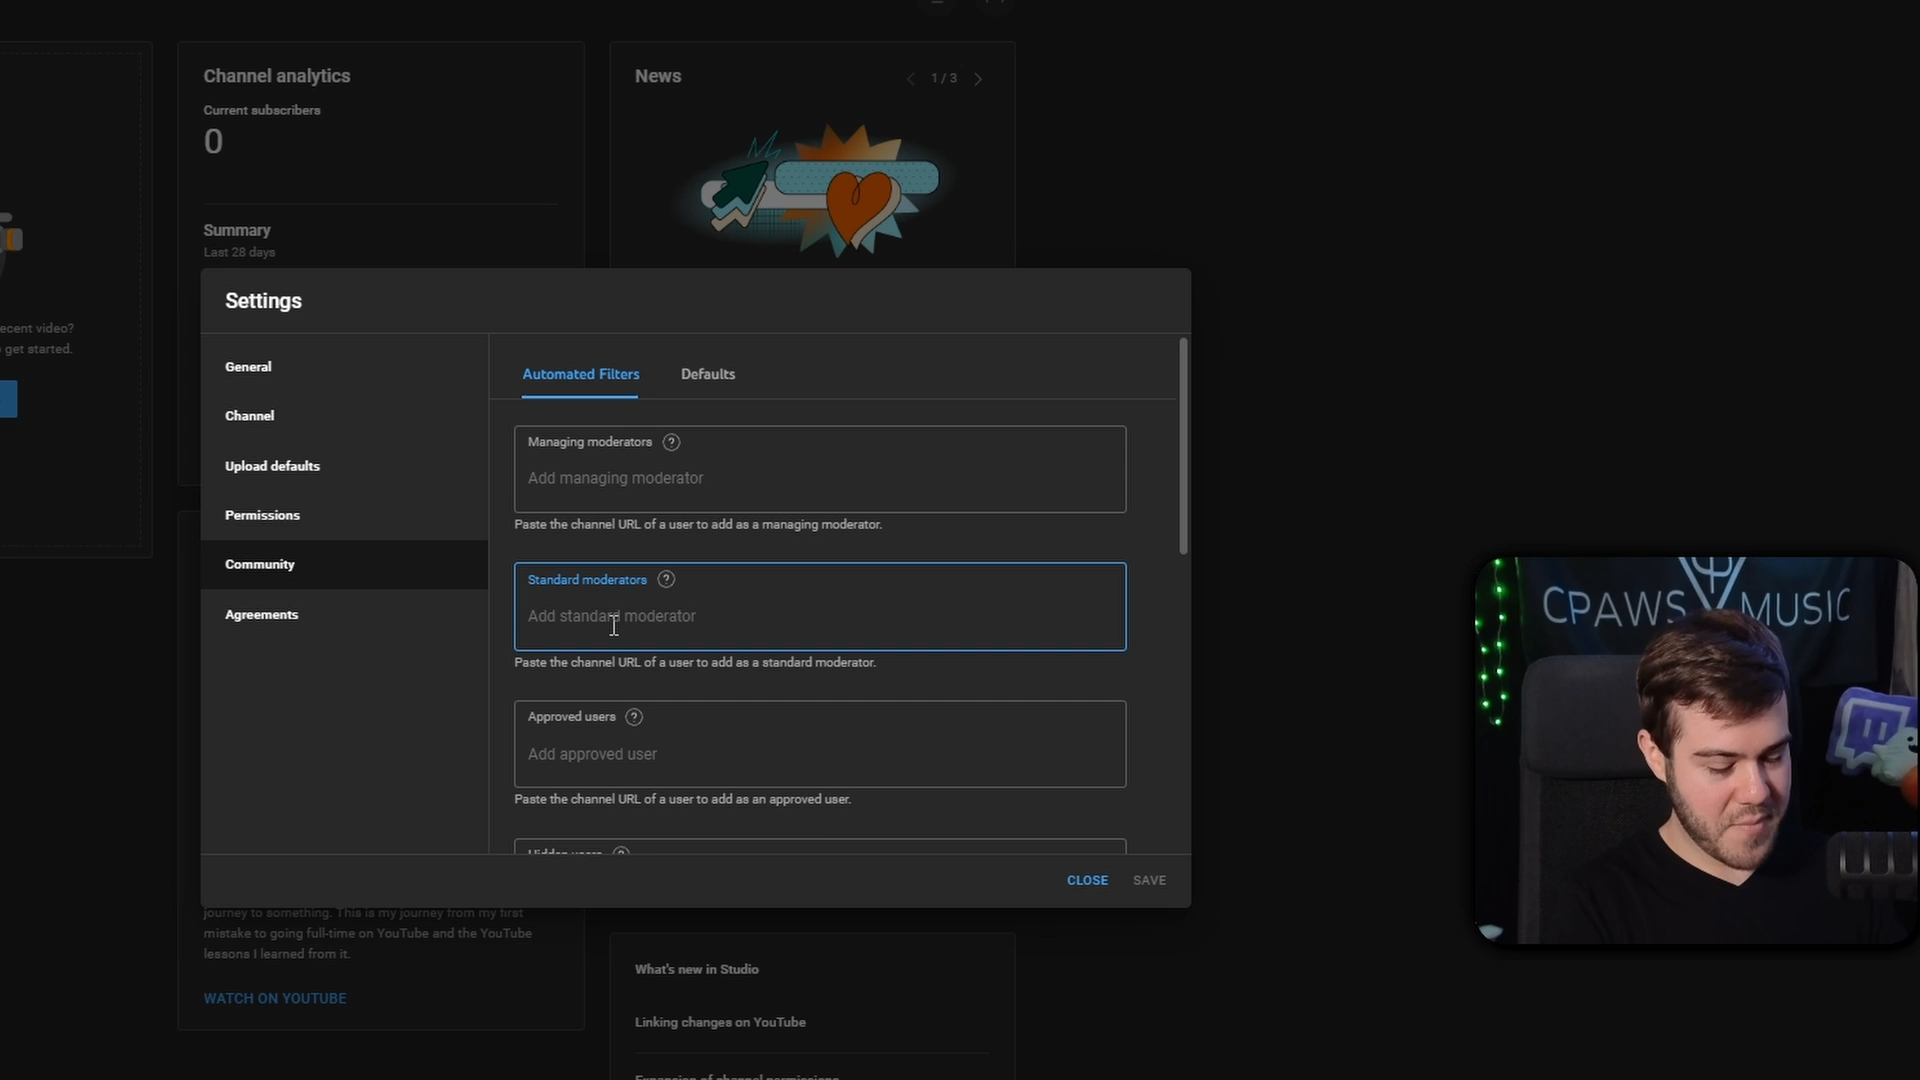 Channel analytics
Current subscribers
0
Summary
Last 28 days
News
1 / 3
ecent video?
get started.
Settings
General
Channel
Upload defaults
Permissions
Community
Agreements
Automated Filters
Defaults
Managing moderators
Add managing moderator
Paste the channel URL of a user to add as a managing moderator.
Standard moderators
Add standard moderator
Paste the channel URL of a user to add as a standard moderator.
Approved users
Add approved user
Paste the channel URL of a user to add as an approved user.
Hidden users
CLOSE
SAVE
journey to something. This is my journey from my first
mistake to going full-time on YouTube and the YouTube
lessons I learned from it.
WATCH ON YOUTUBE
What's new in Studio
Linking changes on YouTube
Expansion of channel permissions
CPAWS MUSIC